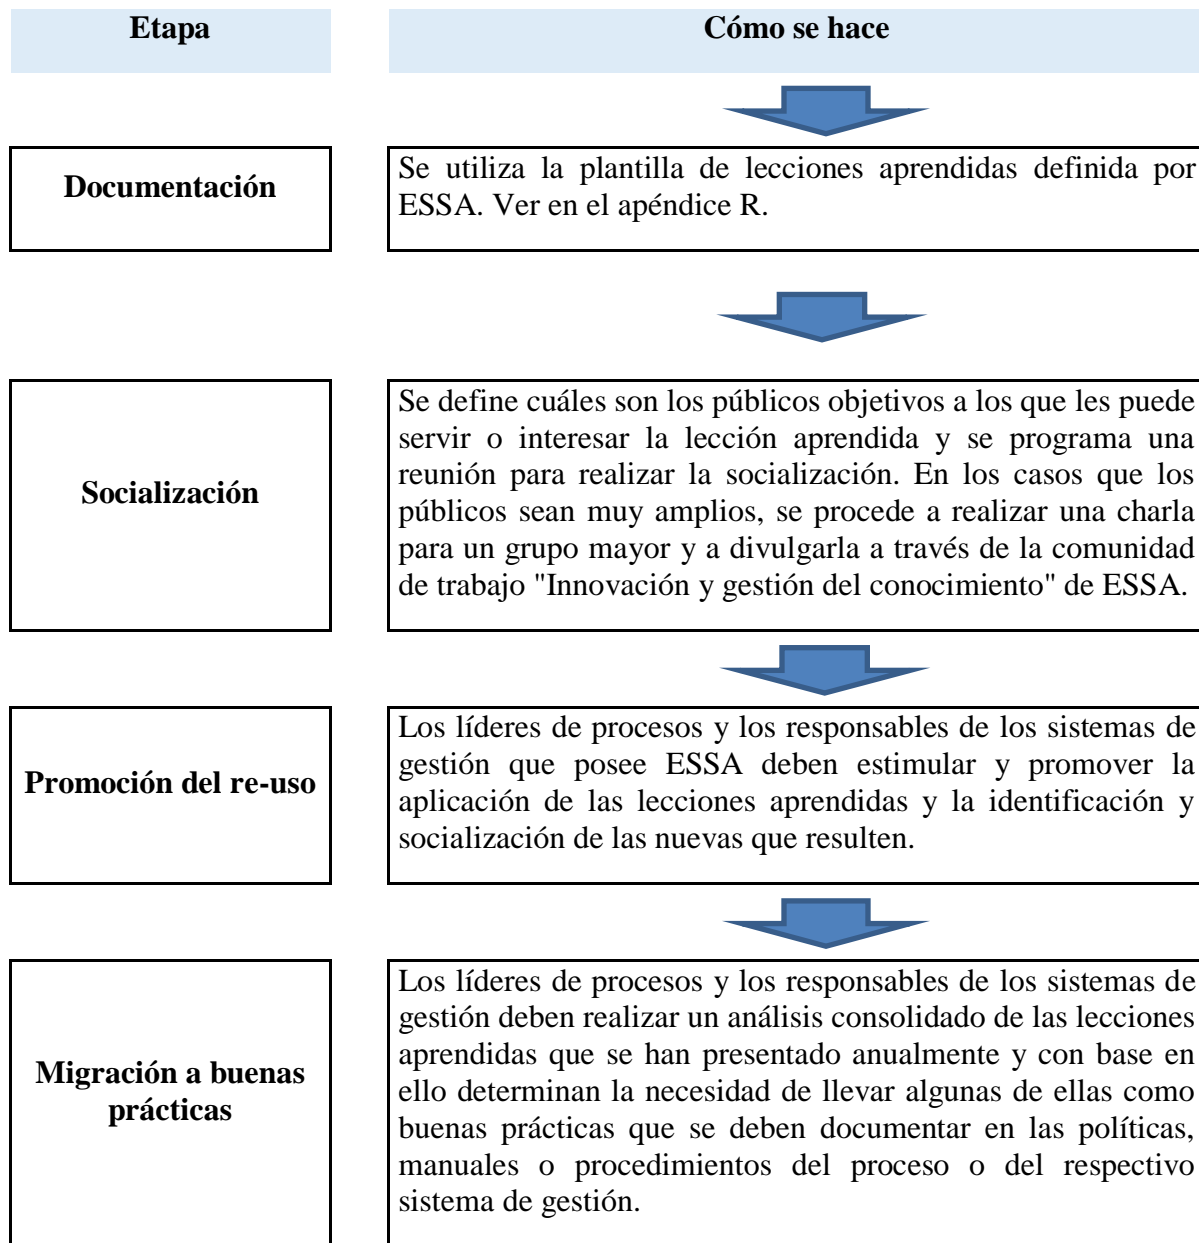 Etapa
Cómo se hace
Documentación
Se utiliza la plantilla de lecciones aprendidas definida por
ESSA. Ver en el apéndice R.
Socialización
Se define cuáles son los públicos objetivos a los que les puede
servir o interesar la lección aprendida y se programa una
reunión para realizar la socialización. En los casos que los
públicos sean muy amplios, se procede a realizar una charla
para un grupo mayor y a divulgarla a través de la comunidad
de trabajo "Innovación y gestión del conocimiento" de ESSA.
Promoción del re-uso
Los líderes de procesos y los responsables de los sistemas de
gestión que posee ESSA deben estimular y promover la
aplicación de las lecciones aprendidas y la identificación y
socialización de las nuevas que resulten.
Migración a buenas
prácticas
Los líderes de procesos y los responsables de los sistemas de
gestión deben realizar un análisis consolidado de las lecciones
aprendidas que se han presentado anualmente y con base en
ello determinan la necesidad de llevar algunas de ellas como
buenas prácticas que se deben documentar en las políticas,
manuales o procedimientos del proceso o del respectivo
sistema de gestión.